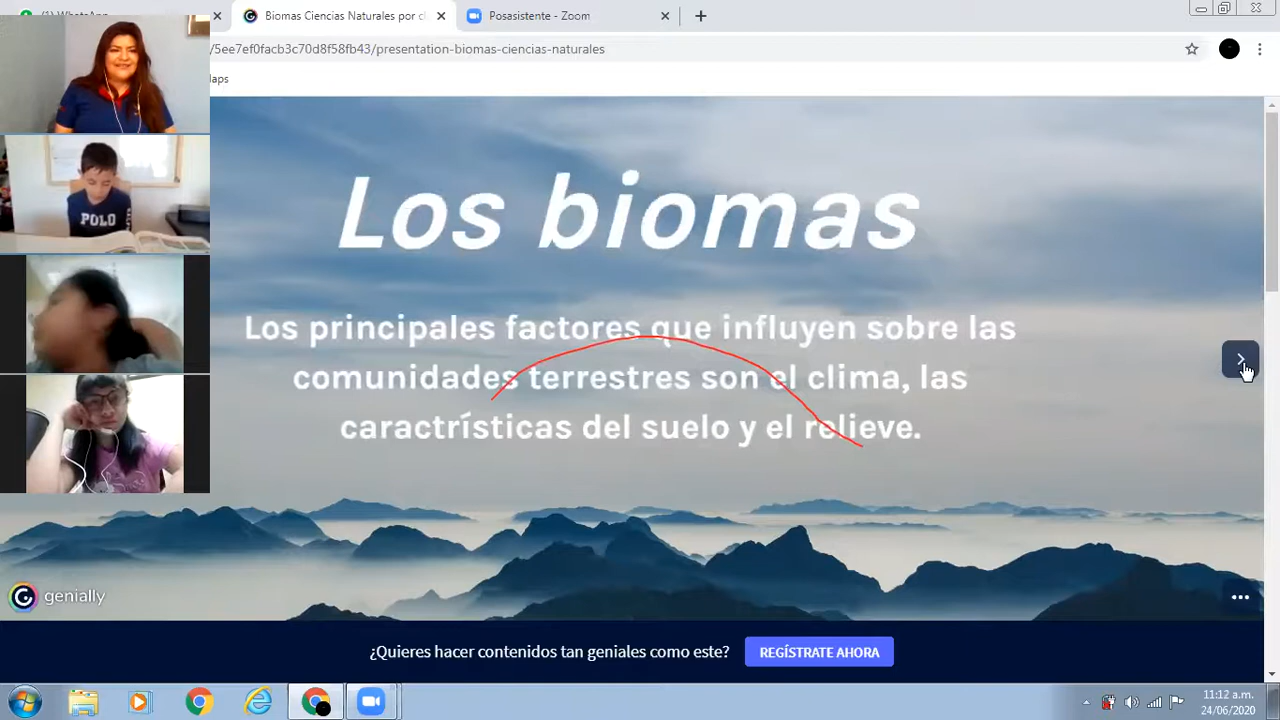 (1) WhatsApp
Biomas Ciencias Naturales por cl
Posasistente - Zoom
/5ee7ef0facb3c70d8f58fb43/presentation-biomas-ciencias-naturales
laps
POLO
Los biomas
Los principales factores que influyen sobre las
comunidades terrestres son el clima, las
caractrísticas del suelo y el relieve.
genially
¿Quieres hacer contenidos tan geniales como este?
REGÍSTRATE AHORA
11:12 a.m.
24/06/2020